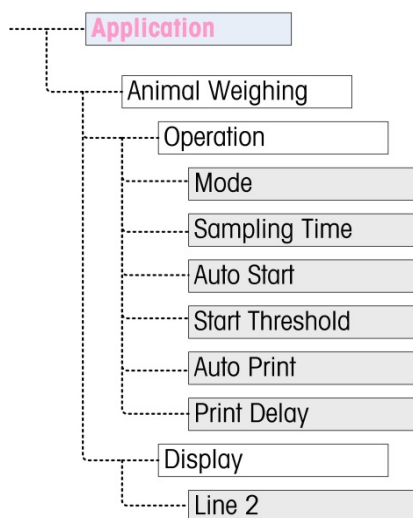 Application
Animal Weighing
Operation
Mode
Sampling Time
Auto Start
Start Threshold
Auto Print
Print Delay
Display
Line 2